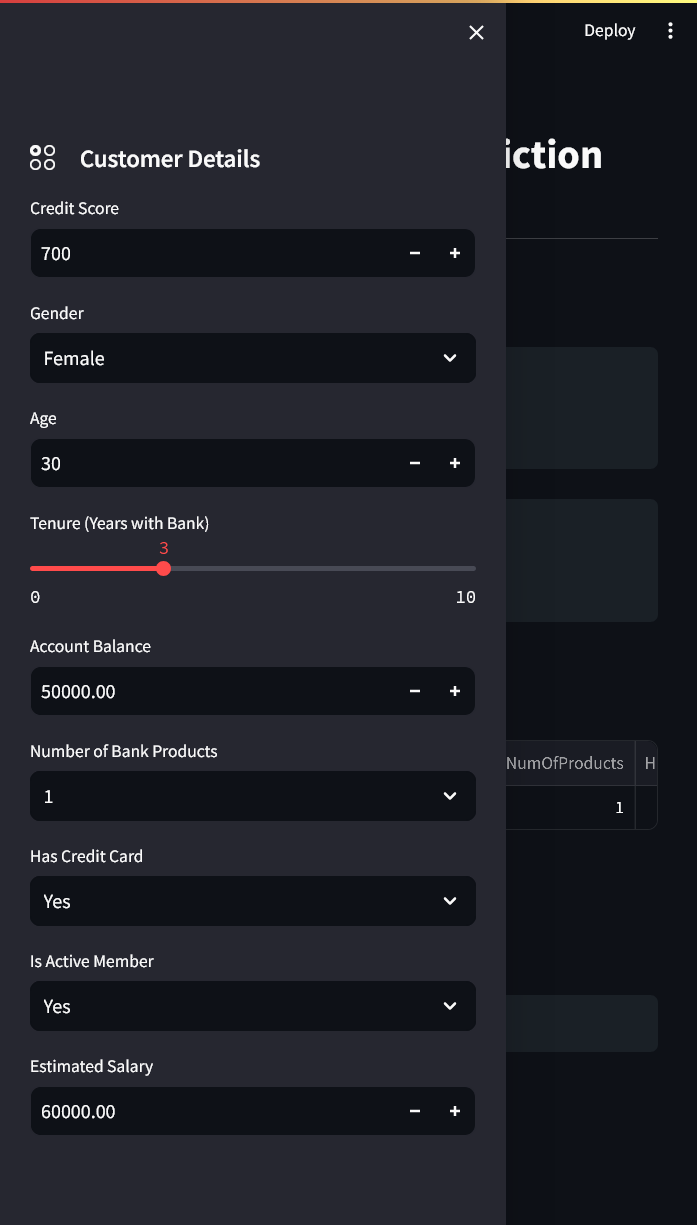 Deploy
iction
Customer Details
Credit Score
700
Gender
Female
Age
30
Tenure (Years with Bank)
3
0 10
Account Balance
50000.00
Number of Bank Products
1
NumOfProducts H
1
Has Credit Card
Yes
Is Active Member
Yes
Estimated Salary
60000.00